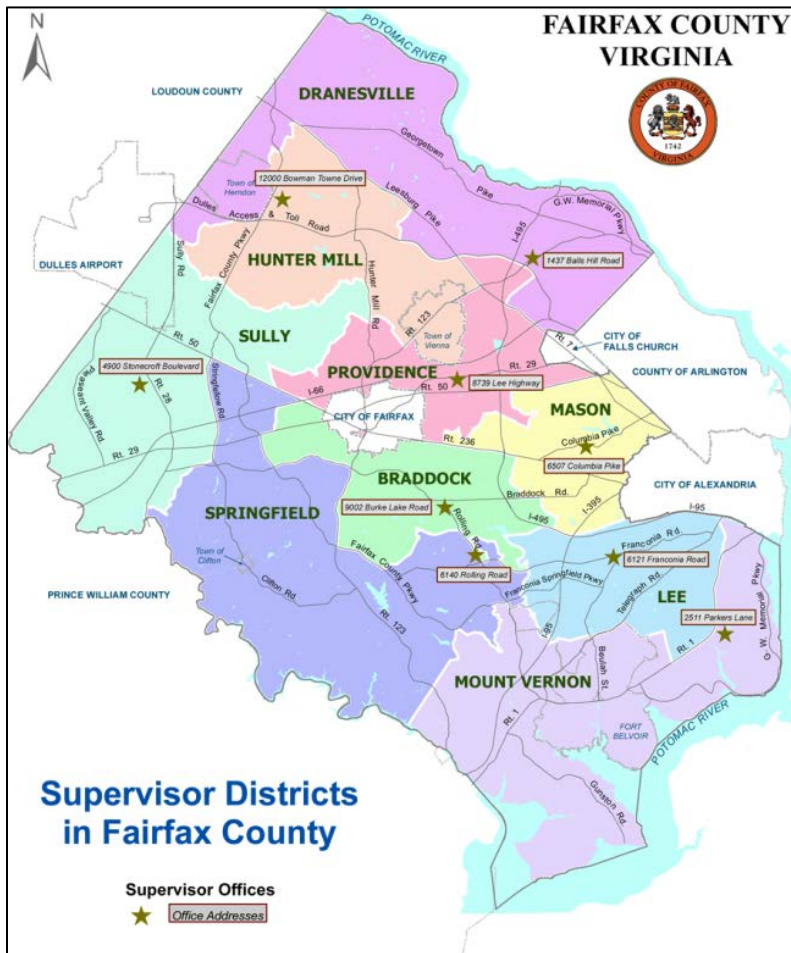 N
FAIRFAX COUNTY
VIRGINIA
COUNTY OF FAIRFAX
1742
VIRGINIA
POTOMAC RIVER
LOUDOUN COUNTY
DRANESVILLE
Georgetown
Pike
12000 Bowman Towne Drive
Town of
Herndon
Leesburg Pike
I-495
G.W. Memorial Pkwy
Dulles Access & Toll Road
1437 Balls Hill Road
DULLES AIRPORT
Sully Rd
Fairfax County Pkwy
HUNTER MILL
Hunter Mill Rd
Rt. 123
Town of
Vienna
Rt. 50
SULLY
Rt. 7
CITY OF
FALLS CHURCH
4900 Stonecroft Boulevard
PROVIDENCE
Rt. 29
Rt. 50
8739 Lee Highway
COUNTY OF ARLINGTON
Pleasant Valley Rd.
Rt. 28
Stringfellow Rd.
I-66
CITY OF FAIRFAX
MASON
Rt. 29
Rt. 236
Columbia Pike
6507 Columbia Pike
BRADDOCK
Braddock Rd.
I-395
CITY OF ALEXANDRIA
9002 Burke Lake Road
I-495
I-95
SPRINGFIELD
Rolling Rd.
Town of
Clifton
Fairfax County Pkwy
6140 Rolling Road
Franconia Rd.
6121 Franconia Road
Franconia Springfield Pkwy
Telegraph Rd.
Clifton Rd.
PRINCE WILLIAM COUNTY
LEE
2511 Parkers Lane
G. W. Memorial Pkwy
Rt. 123
I-95
Rt. 1
MOUNT VERNON
Beulah St.
Rt. 1
FORT
BELVOIR
POTOMAC RIVER
Gunston Rd.
Supervisor Districts
in Fairfax County
Supervisor Offices
Office Addresses